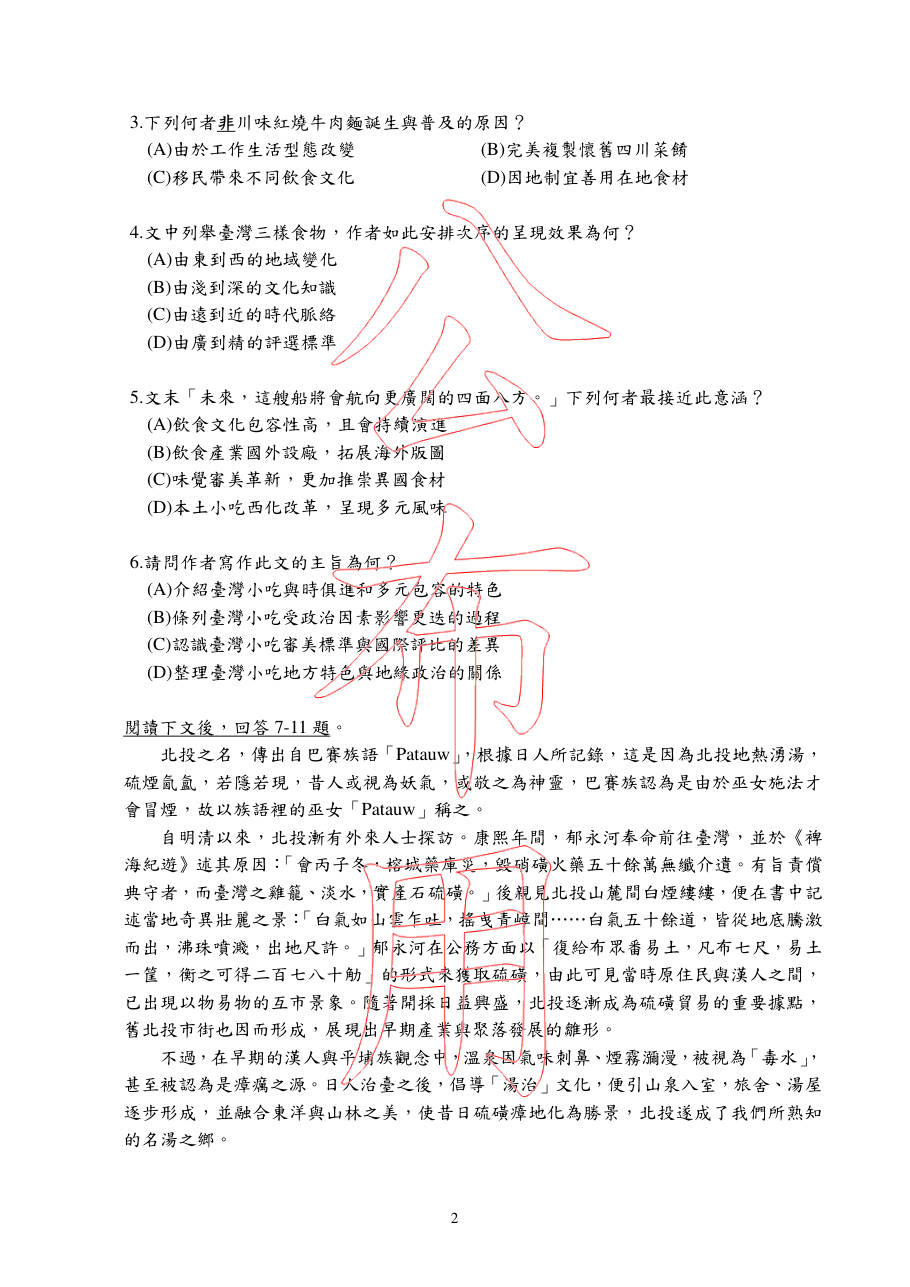 3.下列何者非川味紅燒牛肉麵誕生與普及的原因？
(A)由於工作生活型態改變 (B)完美複製懷舊四川菜餚
(C)移民帶來不同飲食文化 (D)因地制宜善用在地食材
4.文中列舉臺灣三樣食物，作者如此安排次序的呈現效果為何？
(A)由東到西的地域變化
(B)由淺到深的文化知識
(C)由遠到近的時代脈絡
(D)由廣到精的評選標準
5.文末「未來，這艘船將會航向更廣闊的四面八方。」下列何者最接近此意涵？
(A)飲食文化包容性高，且會持續演進
(B)飲食產業國外設廠，拓展海外版圖
(C)味覺審美革新，更加推崇異國食材
(D)本土小吃西化改革，呈現多元風味
6.請問作者寫作此文的主旨為何？
(A)介紹臺灣小吃與時俱進和多元包容的特色
(B)條列臺灣小吃受政治因素影響更迭的過程
(C)認識臺灣小吃審美標準與國際評比的差異
(D)整理臺灣小吃地方特色與地緣政治的關係
閱讀下文後，回答 7-11 題。
北投之名，傳出自巴賽族語「Patauw」，根據日人所記錄，這是因為北投地熱湧湯，
硫煙氤氳，若隱若現，昔人或視為妖氣，或敬之為神靈，巴賽族認為是由於巫女施法才
會冒煙，故以族語裡的巫女「Patauw」稱之。
自明清以來，北投漸有外來人士探訪。康熙年間，郁永河奉命前往臺灣，並於《裨
海紀遊》述其原因：「會丙子冬，榕城藥庫災，毀硝磺火藥五十餘萬無纖介遺。有旨責償
典守者，而臺灣之雞籠、淡水，實產石硫磺。」後親見北投山麓間白煙縷縷，便在書中記
述當地奇異壯麗之景：「白氣如山雲乍吐，搖曳青嶂間……白氣五十餘道，皆從地底騰激
而出，沸珠噴濺，出地尺許。」郁永河在公務方面以「復給布眾番易土，凡布七尺，易土
一筐，衡之可得二百七八十觔」的形式來獲取硫磺，由此可見當時原住民與漢人之間，
已出現以物易物的互市景象。隨著開採日益興盛，北投逐漸成為硫磺貿易的重要據點，
舊北投市街也因而形成，展現出早期產業與聚落發展的雛形。
不過，在早期的漢人與平埔族觀念中，溫泉因氣味刺鼻、煙霧瀰漫，被視為「毒水」，
甚至被認為是瘴癘之源。日人治臺之後，倡導「湯治」文化，便引山泉入室，旅舍、湯屋
逐步形成，並融合東洋與山林之美，使昔日硫磺瘴地化為勝景，北投遂成了我們所熟知
的名湯之鄉。
2
公布用